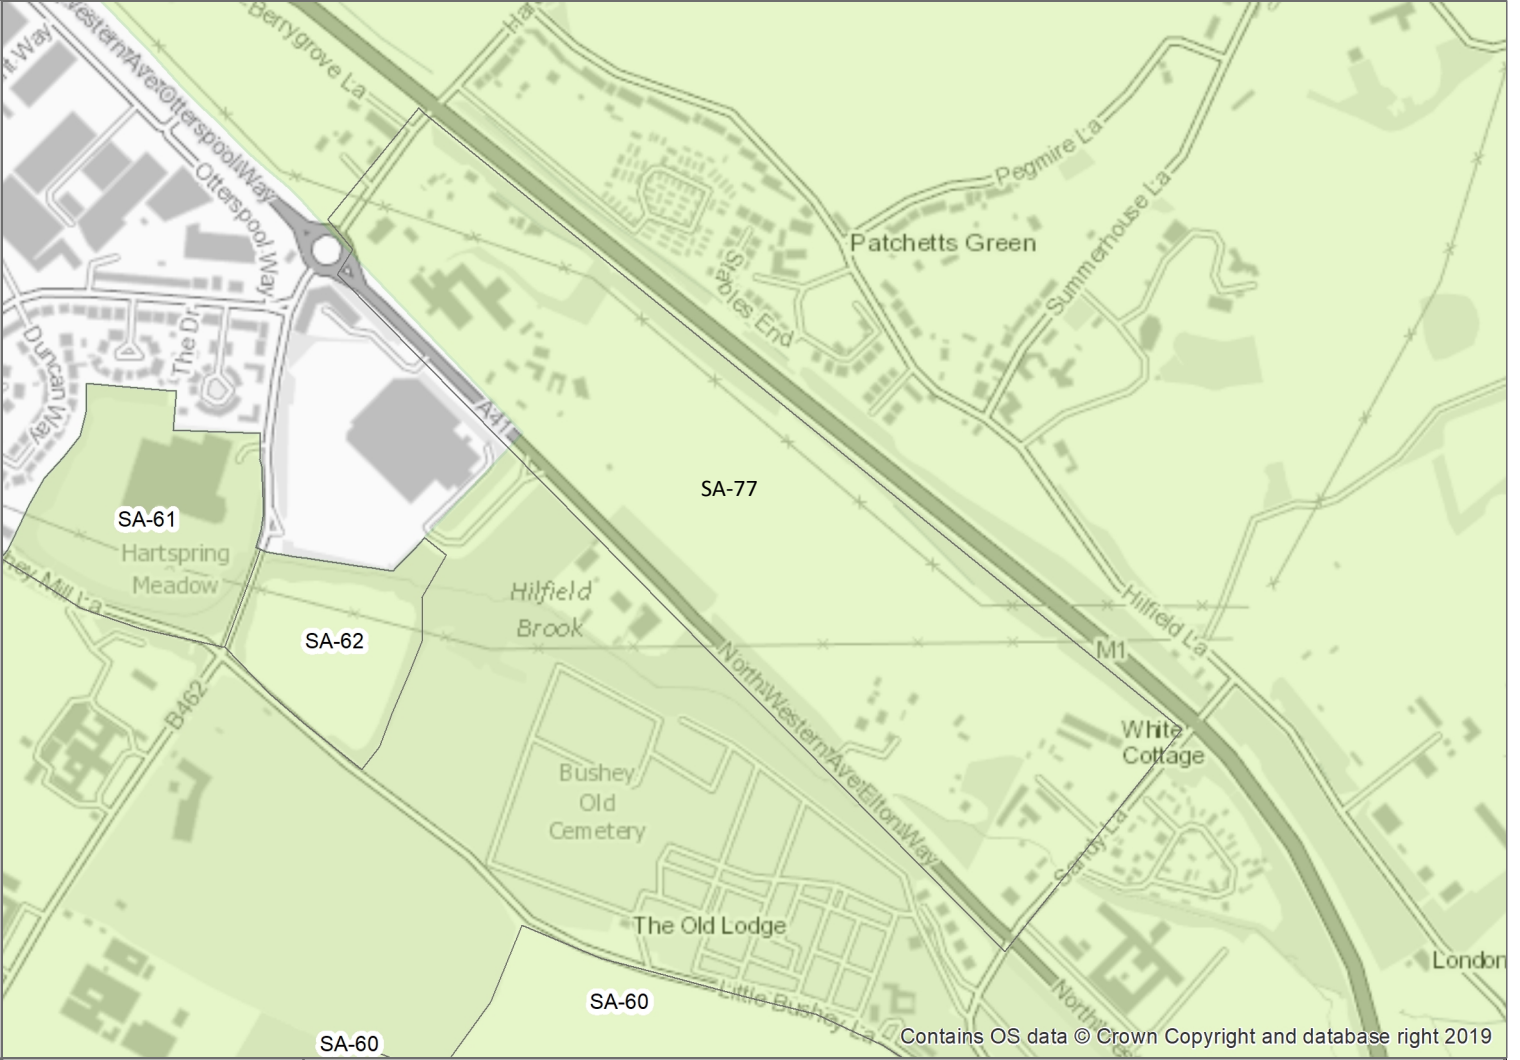 Berrygrove La
Western Ave
Otterspool Way
Otterspool Way
The Dr
Duncan Way
A41
Stables End
Patchetts Green
Pegmire La
Summerhouse La
SA-77
SA-61
Hartspring
Meadow
SA-62
Hilfield
Brook
Hilfield La
M1
B462
North Western Ave
Elton Way
White
Cottage
Bushey
Old
Cemetery
Sandy La
The Old Lodge
London
SA-60
Little Bushey La
SA-60
Contains OS data © Crown Copyright and database right 2019